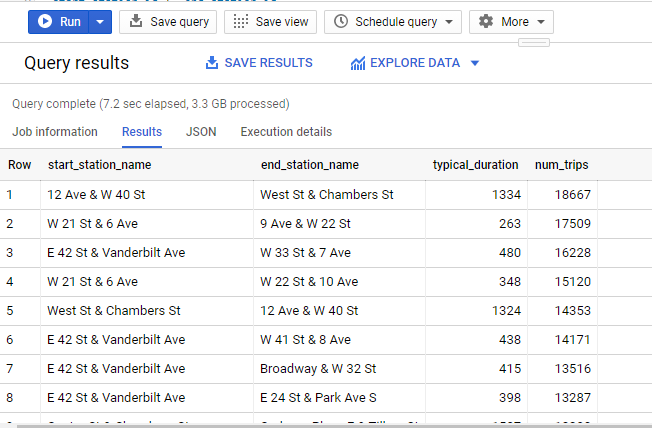 Run Save query Save view Schedule query More
Query results SAVE RESULTS EXPLORE DATA
Query complete (7.2 sec elapsed, 3.3 GB processed)
Job information Results JSON Execution details
Row start_station_name end_station_name typical_duration num_trips
1 12 Ave & W 40 St West St & Chambers St 1334 18667
2 W 21 St & 6 Ave 9 Ave & W 22 St 263 17509
3 E 42 St & Vanderbilt Ave W 33 St & 7 Ave 480 16228
4 W 21 St & 6 Ave W 22 St & 10 Ave 348 15120
5 West St & Chambers St 12 Ave & W 40 St 1324 14353
6 E 42 St & Vanderbilt Ave W 41 St & 8 Ave 438 14171
7 E 42 St & Vanderbilt Ave Broadway & W 32 St 415 13516
8 E 42 St & Vanderbilt Ave E 24 St & Park Ave S 398 13287